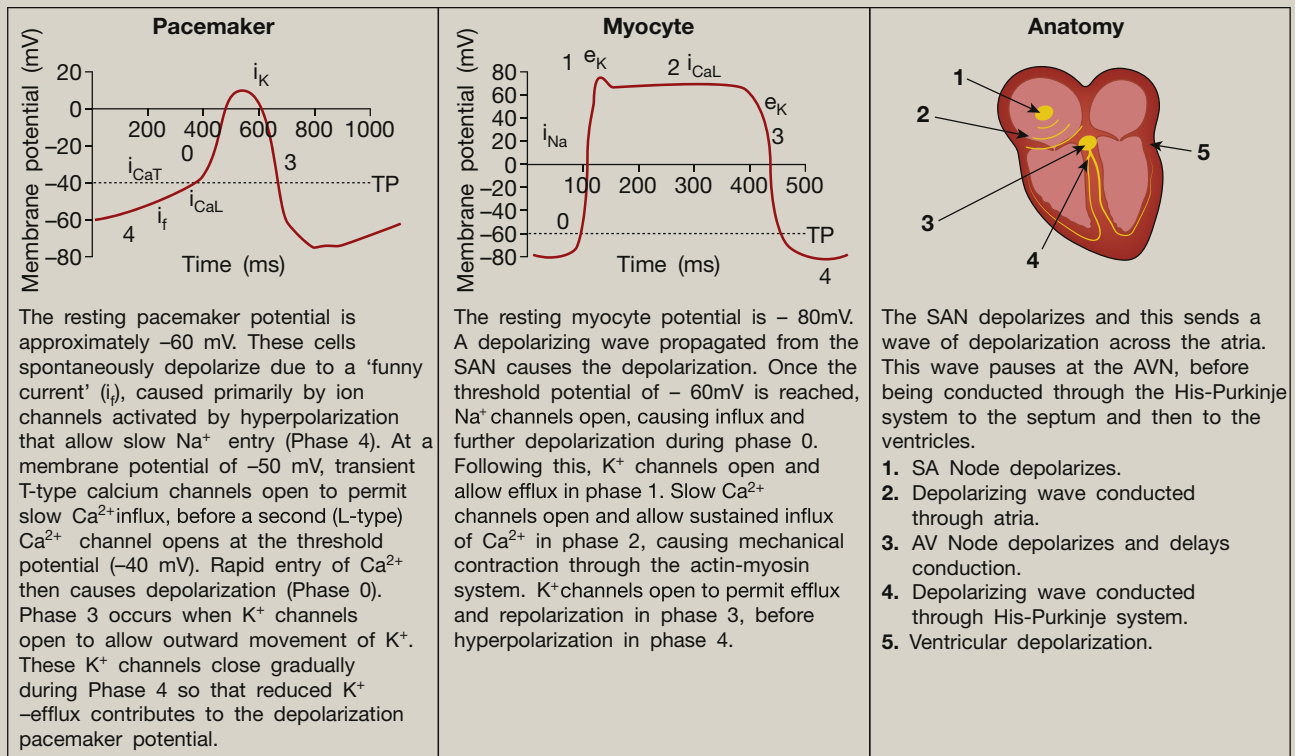 Pacemaker
Membrane potential (mV)
20
0
–20
–40
–60
–80
200 400 600 800 1000
i_K
0
3
i_CaT
i_CaL
i_f
4
TP
Time (ms)
The resting pacemaker potential is
approximately –60 mV. These cells
spontaneously depolarize due to a ‘funny
current’ (i_f), caused primarily by ion
channels activated by hyperpolarization
that allow slow Na⁺ entry (Phase 4). At a
membrane potential of –50 mV, transient
T-type calcium channels open to permit
slow Ca²⁺influx, before a second (L-type)
Ca²⁺ channel opens at the threshold
potential (–40 mV). Rapid entry of Ca²⁺
then causes depolarization (Phase 0).
Phase 3 occurs when K⁺ channels
open to allow outward movement of K⁺.
These K⁺ channels close gradually
during Phase 4 so that reduced K⁺
–efflux contributes to the depolarization
pacemaker potential.
Myocyte
Membrane potential (mV)
80
60
40
20
0
–20
–40
–60
–80
100 200 300 400 500
1 e_K
2 i_CaL
e_K
3
i_Na
0
TP
4
Time (ms)
The resting myocyte potential is – 80mV.
A depolarizing wave propagated from the
SAN causes the depolarization. Once the
threshold potential of – 60mV is reached,
Na⁺ channels open, causing influx and
further depolarization during phase 0.
Following this, K⁺ channels open and
allow efflux in phase 1. Slow Ca²⁺
channels open and allow sustained influx
of Ca²⁺ in phase 2, causing mechanical
contraction through the actin-myosin
system. K⁺channels open to permit efflux
and repolarization in phase 3, before
hyperpolarization in phase 4.
Anatomy
1
2
3
4
5
The SAN depolarizes and this sends a
wave of depolarization across the atria.
This wave pauses at the AVN, before
being conducted through the His-Purkinje
system to the septum and then to the
ventricles.
1. SA Node depolarizes.
2. Depolarizing wave conducted
through atria.
3. AV Node depolarizes and delays
conduction.
4. Depolarizing wave conducted
through His-Purkinje system.
5. Ventricular depolarization.